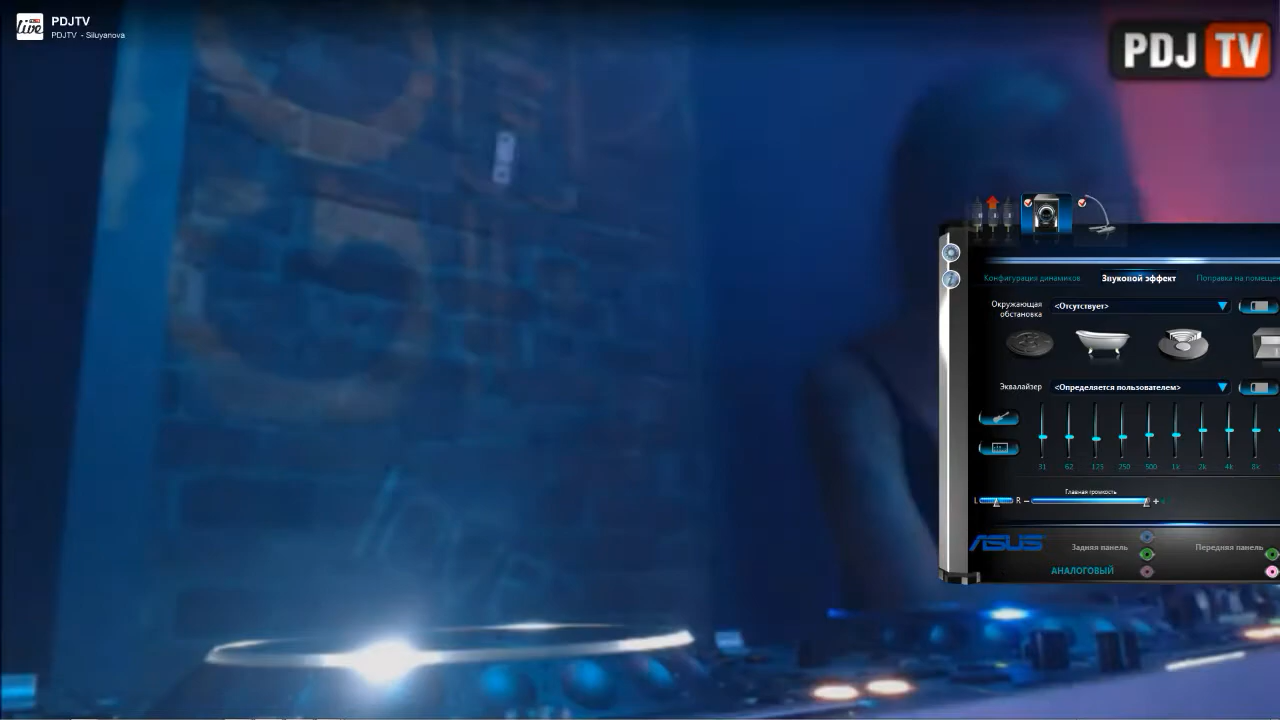 live
PDJTV
PDJTV - Siluyanova
PDJ TV
Конфигурация динамиков
Звуковой эффект
Поправка на помещен
Окружающая
обстановка
<Отсутствует>
Эквалайзер
<Определяется пользователем>
31 62 125 250 500 1k 2k 4k 8k
Главная громкость
L R − +
ASUS
Задняя панель
Передняя панель
АНАЛОГОВЫЙ